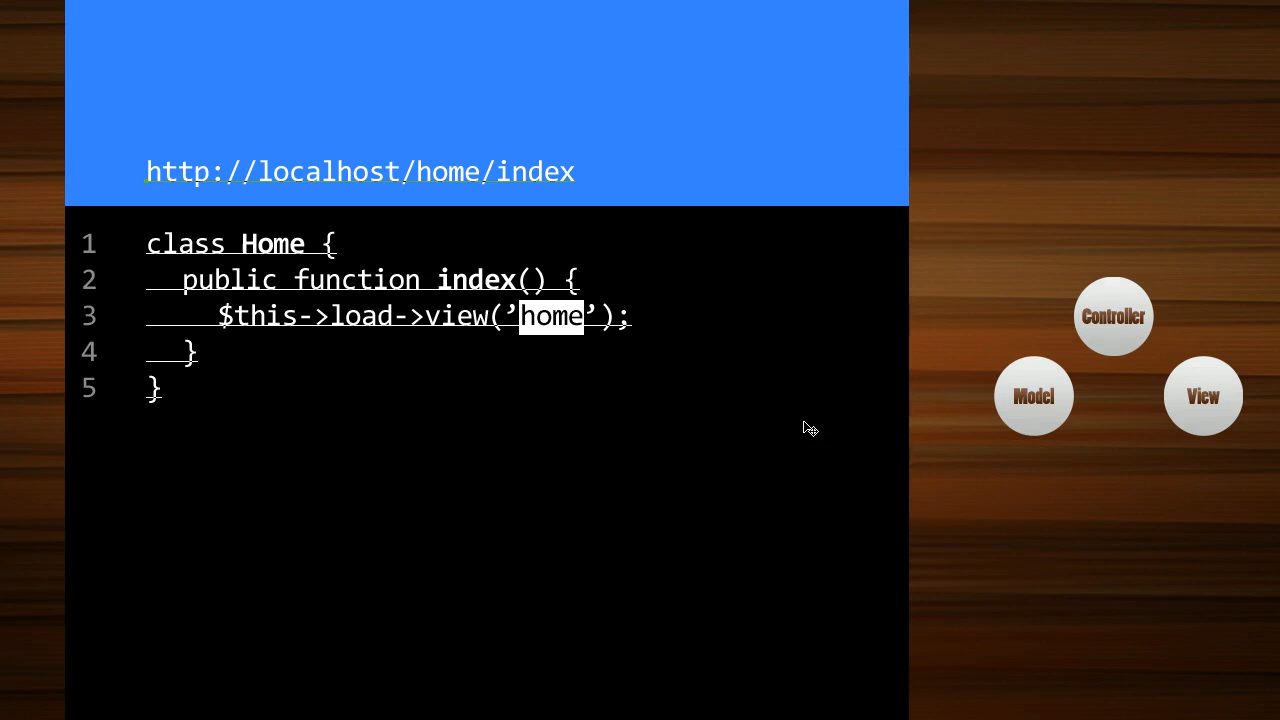 http://localhost/home/index
1 class Home {
2 public function index() {
3 $this->load->view(’home’);
4 }
5 }
Controller
Model
View